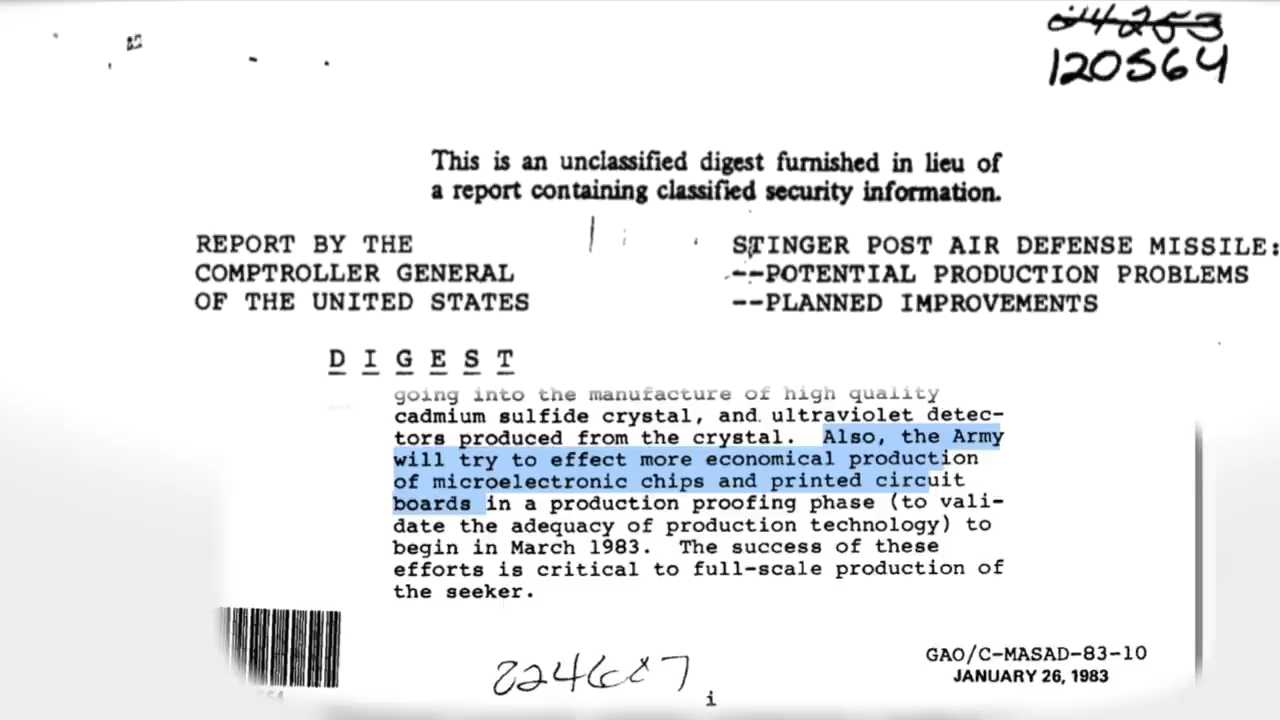 24253
120564
This is an unclassified digest furnished in lieu of
a report containing classified security information.
REPORT BY THE
COMPTROLLER GENERAL
OF THE UNITED STATES
STINGER POST AIR DEFENSE MISSILE:
--POTENTIAL PRODUCTION PROBLEMS
--PLANNED IMPROVEMENTS
DIGEST
going into the manufacture of high quality
cadmium sulfide crystal, and ultraviolet detec-
tors produced from the crystal. Also, the Army
will try to effect more economical production
of microelectronic chips and printed circuit
boards in a production proofing phase (to vali-
date the adequacy of production technology) to
begin in March 1983. The success of these
efforts is critical to full-scale production of
the seeker.
GAO/C-MASAD-83-10
JANUARY 26, 1983
i